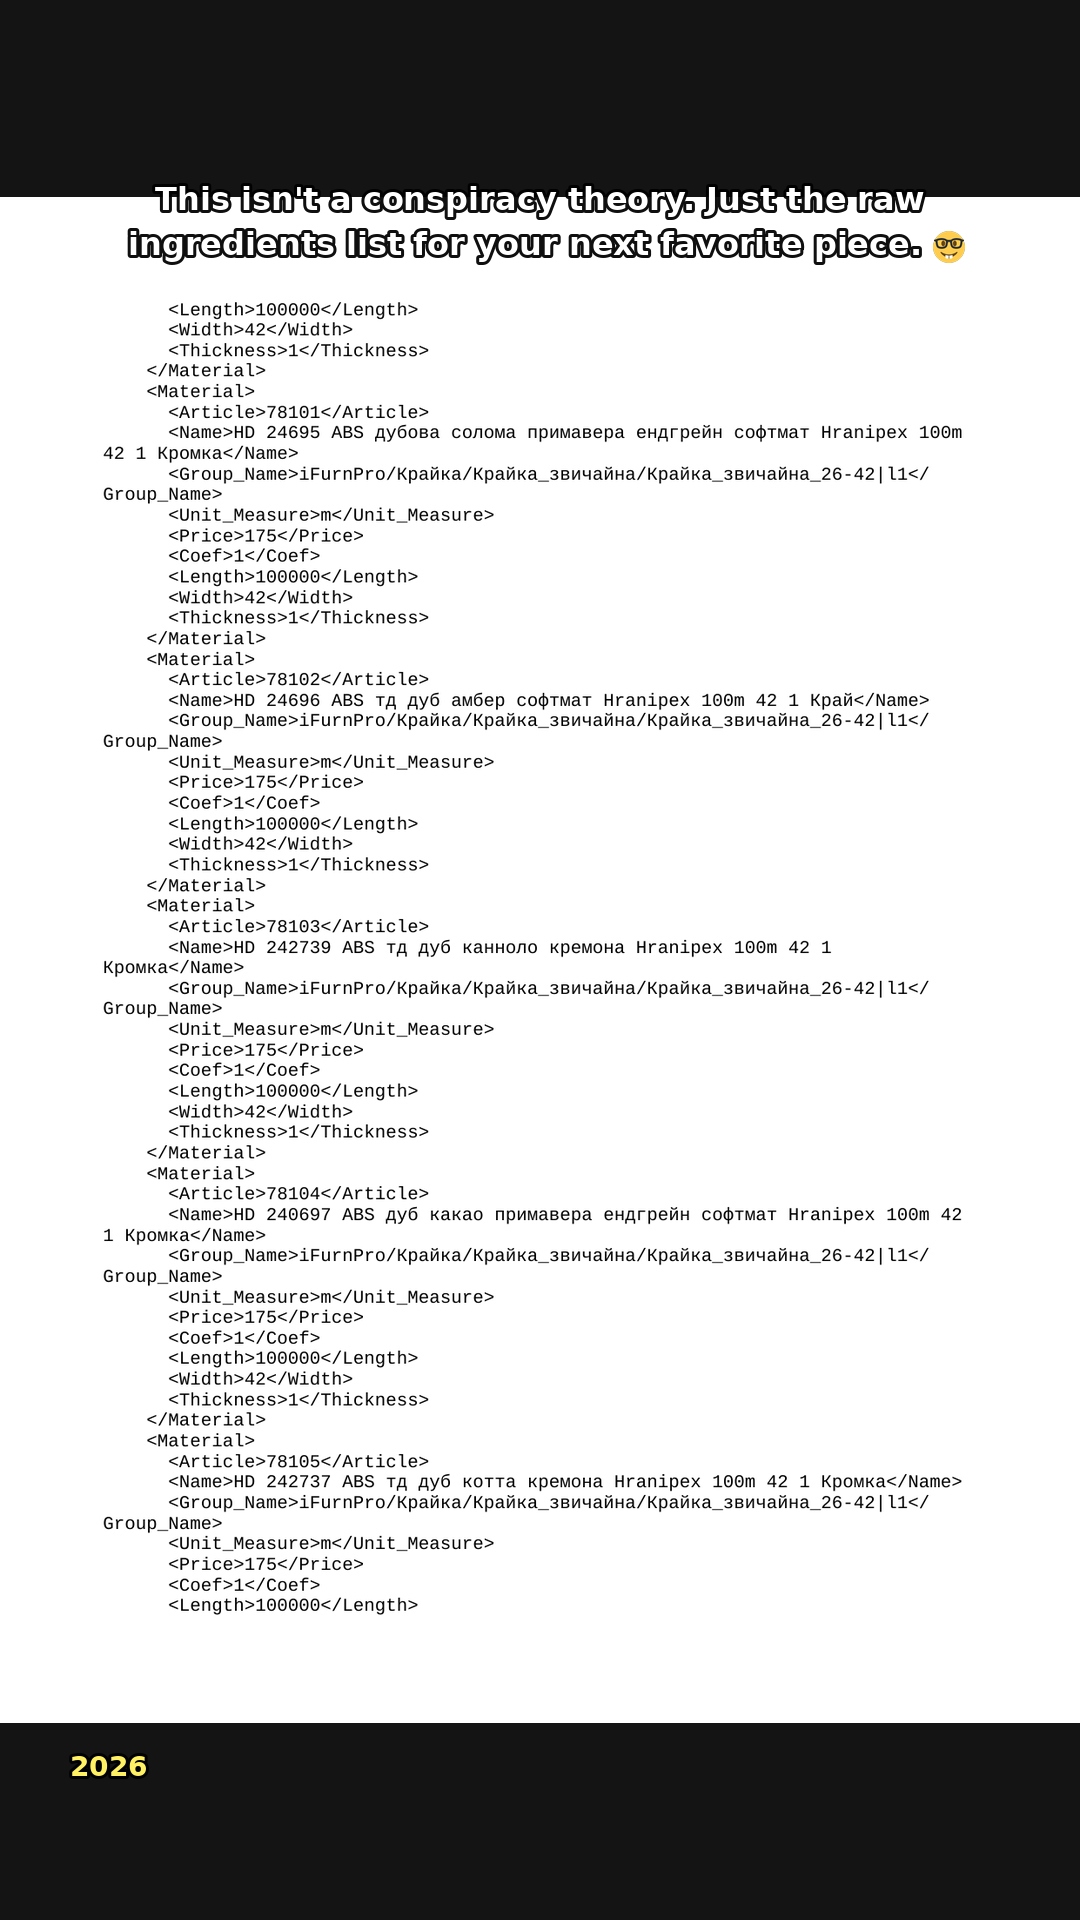 This isn't a conspiracy theory. Just the raw
ingredients list for your next favorite piece. 🤓
<Length>100000</Length>
<Width>42</Width>
<Thickness>1</Thickness>
</Material>
<Material>
<Article>78101</Article>
<Name>HD 24695 ABS дубова солома примавера ендгрейн софтмат Hranipex 100m
42 1 Кромка</Name>
<Group_Name>iFurnPro/Крайка/Крайка_звичайна/Крайка_звичайна_26-42|l1</
Group_Name>
<Unit_Measure>m</Unit_Measure>
<Price>175</Price>
<Coef>1</Coef>
<Length>100000</Length>
<Width>42</Width>
<Thickness>1</Thickness>
</Material>
<Material>
<Article>78102</Article>
<Name>HD 24696 ABS тд дуб амбер софтмат Hranipex 100m 42 1 Край</Name>
<Group_Name>iFurnPro/Крайка/Крайка_звичайна/Крайка_звичайна_26-42|l1</
Group_Name>
<Unit_Measure>m</Unit_Measure>
<Price>175</Price>
<Coef>1</Coef>
<Length>100000</Length>
<Width>42</Width>
<Thickness>1</Thickness>
</Material>
<Material>
<Article>78103</Article>
<Name>HD 242739 ABS тд дуб канноло кремона Hranipex 100m 42 1
Кромка</Name>
<Group_Name>iFurnPro/Крайка/Крайка_звичайна/Крайка_звичайна_26-42|l1</
Group_Name>
<Unit_Measure>m</Unit_Measure>
<Price>175</Price>
<Coef>1</Coef>
<Length>100000</Length>
<Width>42</Width>
<Thickness>1</Thickness>
</Material>
<Material>
<Article>78104</Article>
<Name>HD 240697 ABS дуб какао примавера ендгрейн софтмат Hranipex 100m 42
1 Кромка</Name>
<Group_Name>iFurnPro/Крайка/Крайка_звичайна/Крайка_звичайна_26-42|l1</
Group_Name>
<Unit_Measure>m</Unit_Measure>
<Price>175</Price>
<Coef>1</Coef>
<Length>100000</Length>
<Width>42</Width>
<Thickness>1</Thickness>
</Material>
<Material>
<Article>78105</Article>
<Name>HD 242737 ABS тд дуб котта кремона Hranipex 100m 42 1 Кромка</Name>
<Group_Name>iFurnPro/Крайка/Крайка_звичайна/Крайка_звичайна_26-42|l1</
Group_Name>
<Unit_Measure>m</Unit_Measure>
<Price>175</Price>
<Coef>1</Coef>
<Length>100000</Length>
2026